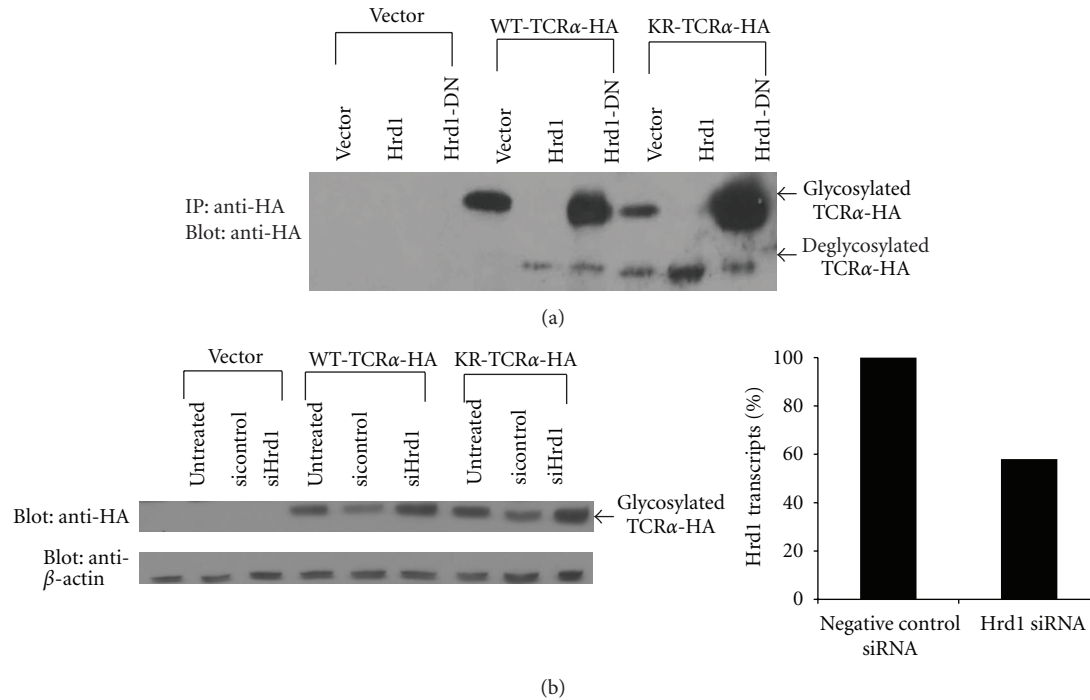 Vector
WT-TCRα-HA
KR-TCRα-HA
Vector
Hrd1
Hrd1-DN
Vector
Hrd1
Hrd1-DN
Vector
Hrd1
Hrd1-DN
IP: anti-HA
Blot: anti-HA
Glycosylated
TCRα-HA
Deglycosylated
TCRα-HA
(a)
Vector
WT-TCRα-HA
KR-TCRα-HA
Untreated
sicontrol
siHrd1
Untreated
sicontrol
siHrd1
Untreated
sicontrol
siHrd1
Blot: anti-HA
Glycosylated
TCRα-HA
Blot: anti-
β-actin
Hrd1 transcripts (%)
100
80
60
40
20
0
Negative control
siRNA
Hrd1 siRNA
(b)